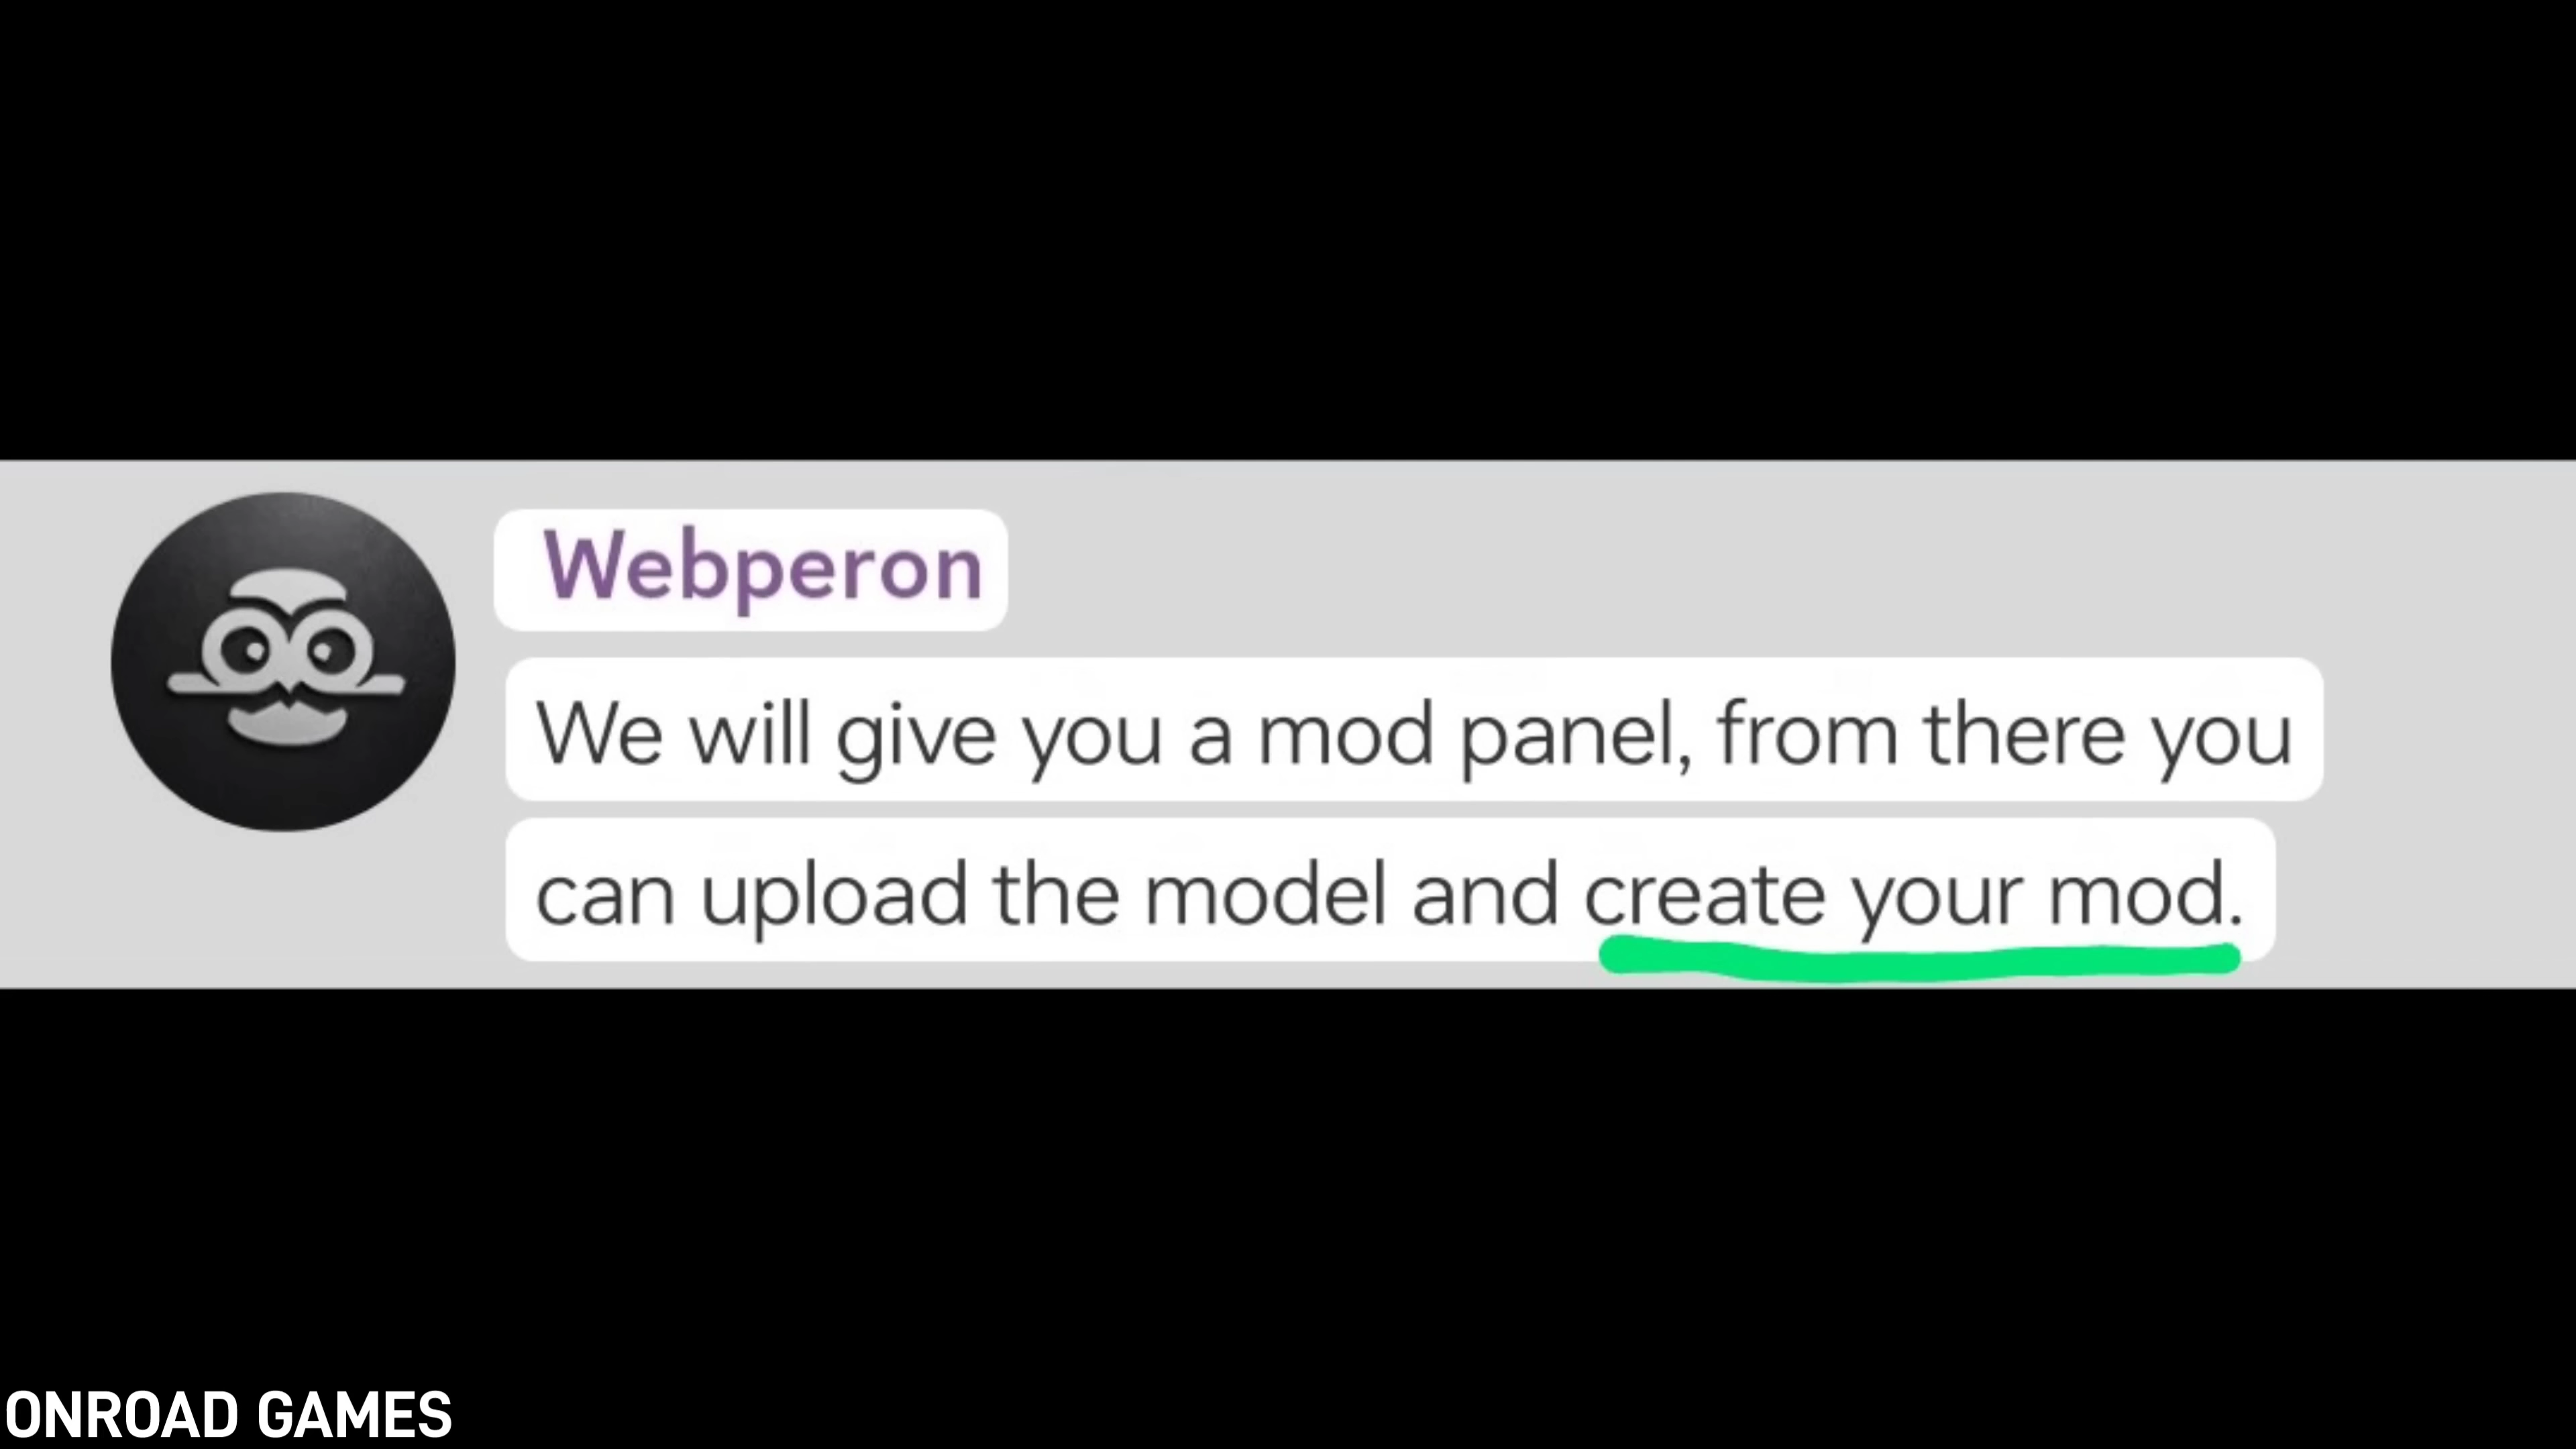 Webperon
We will give you a mod panel, from there you
can upload the model and create your mod.
ONROAD GAMES